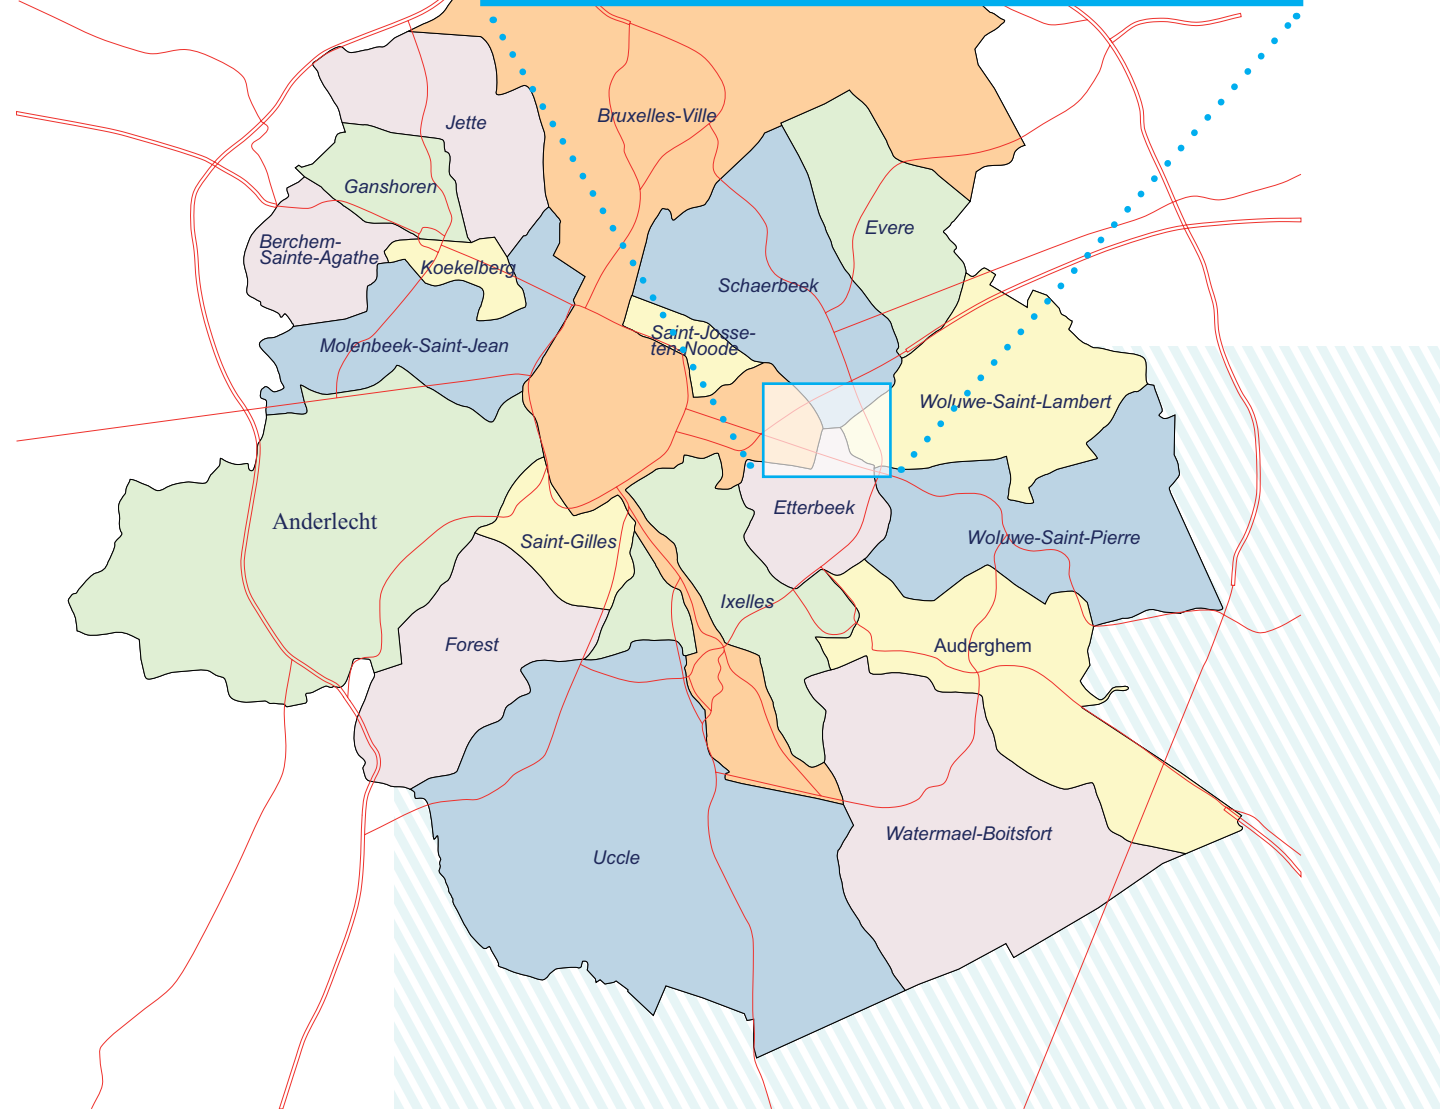 Bruxelles-Ville
Jette
Ganshoren
Evere
Berchem-
Sainte-Agathe
Koekelberg
Schaerbeek
Saint-Josse-
ten-Noode
Molenbeek-Saint-Jean
Woluwe-Saint-Lambert
Etterbeek
Anderlecht
Saint-Gilles
Woluwe-Saint-Pierre
Ixelles
Forest
Auderghem
Watermael-Boitsfort
Uccle